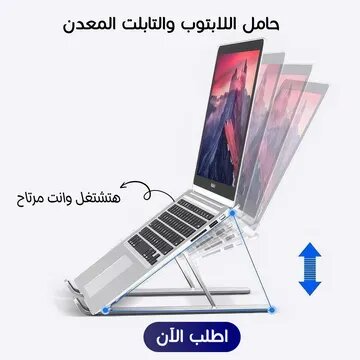 حامل اللابتوب والتابلت المعدن
هتشتغل وانت مرتاح
اطلب الآن